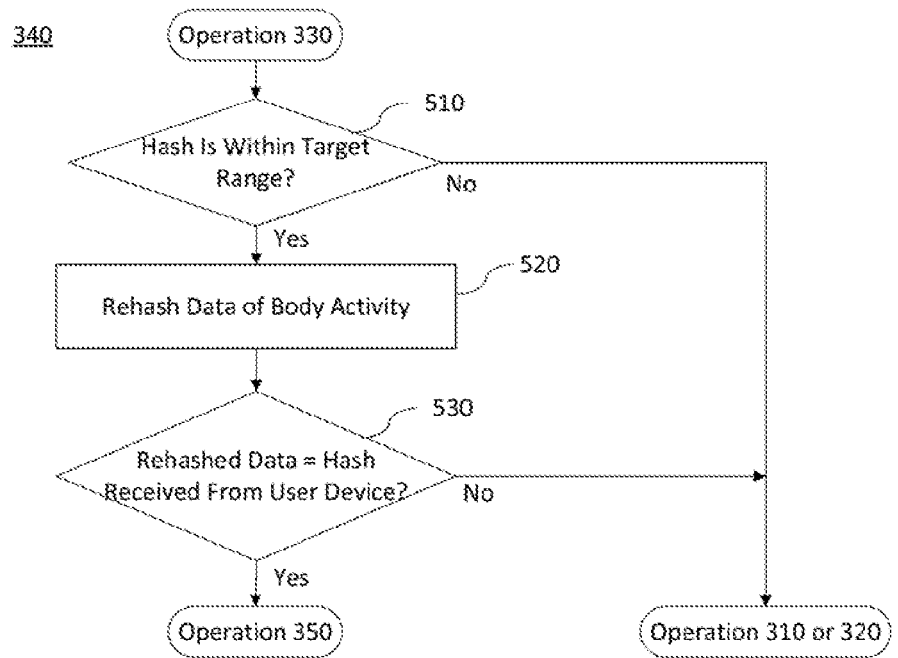 340
Operation 330
510
Hash Is Within Target
Range?
No
Yes
520
Rehash Data of Body Activity
530
Rehashed Data = Hash
Received From User Device?
No
Yes
Operation 350
Operation 310 or 320